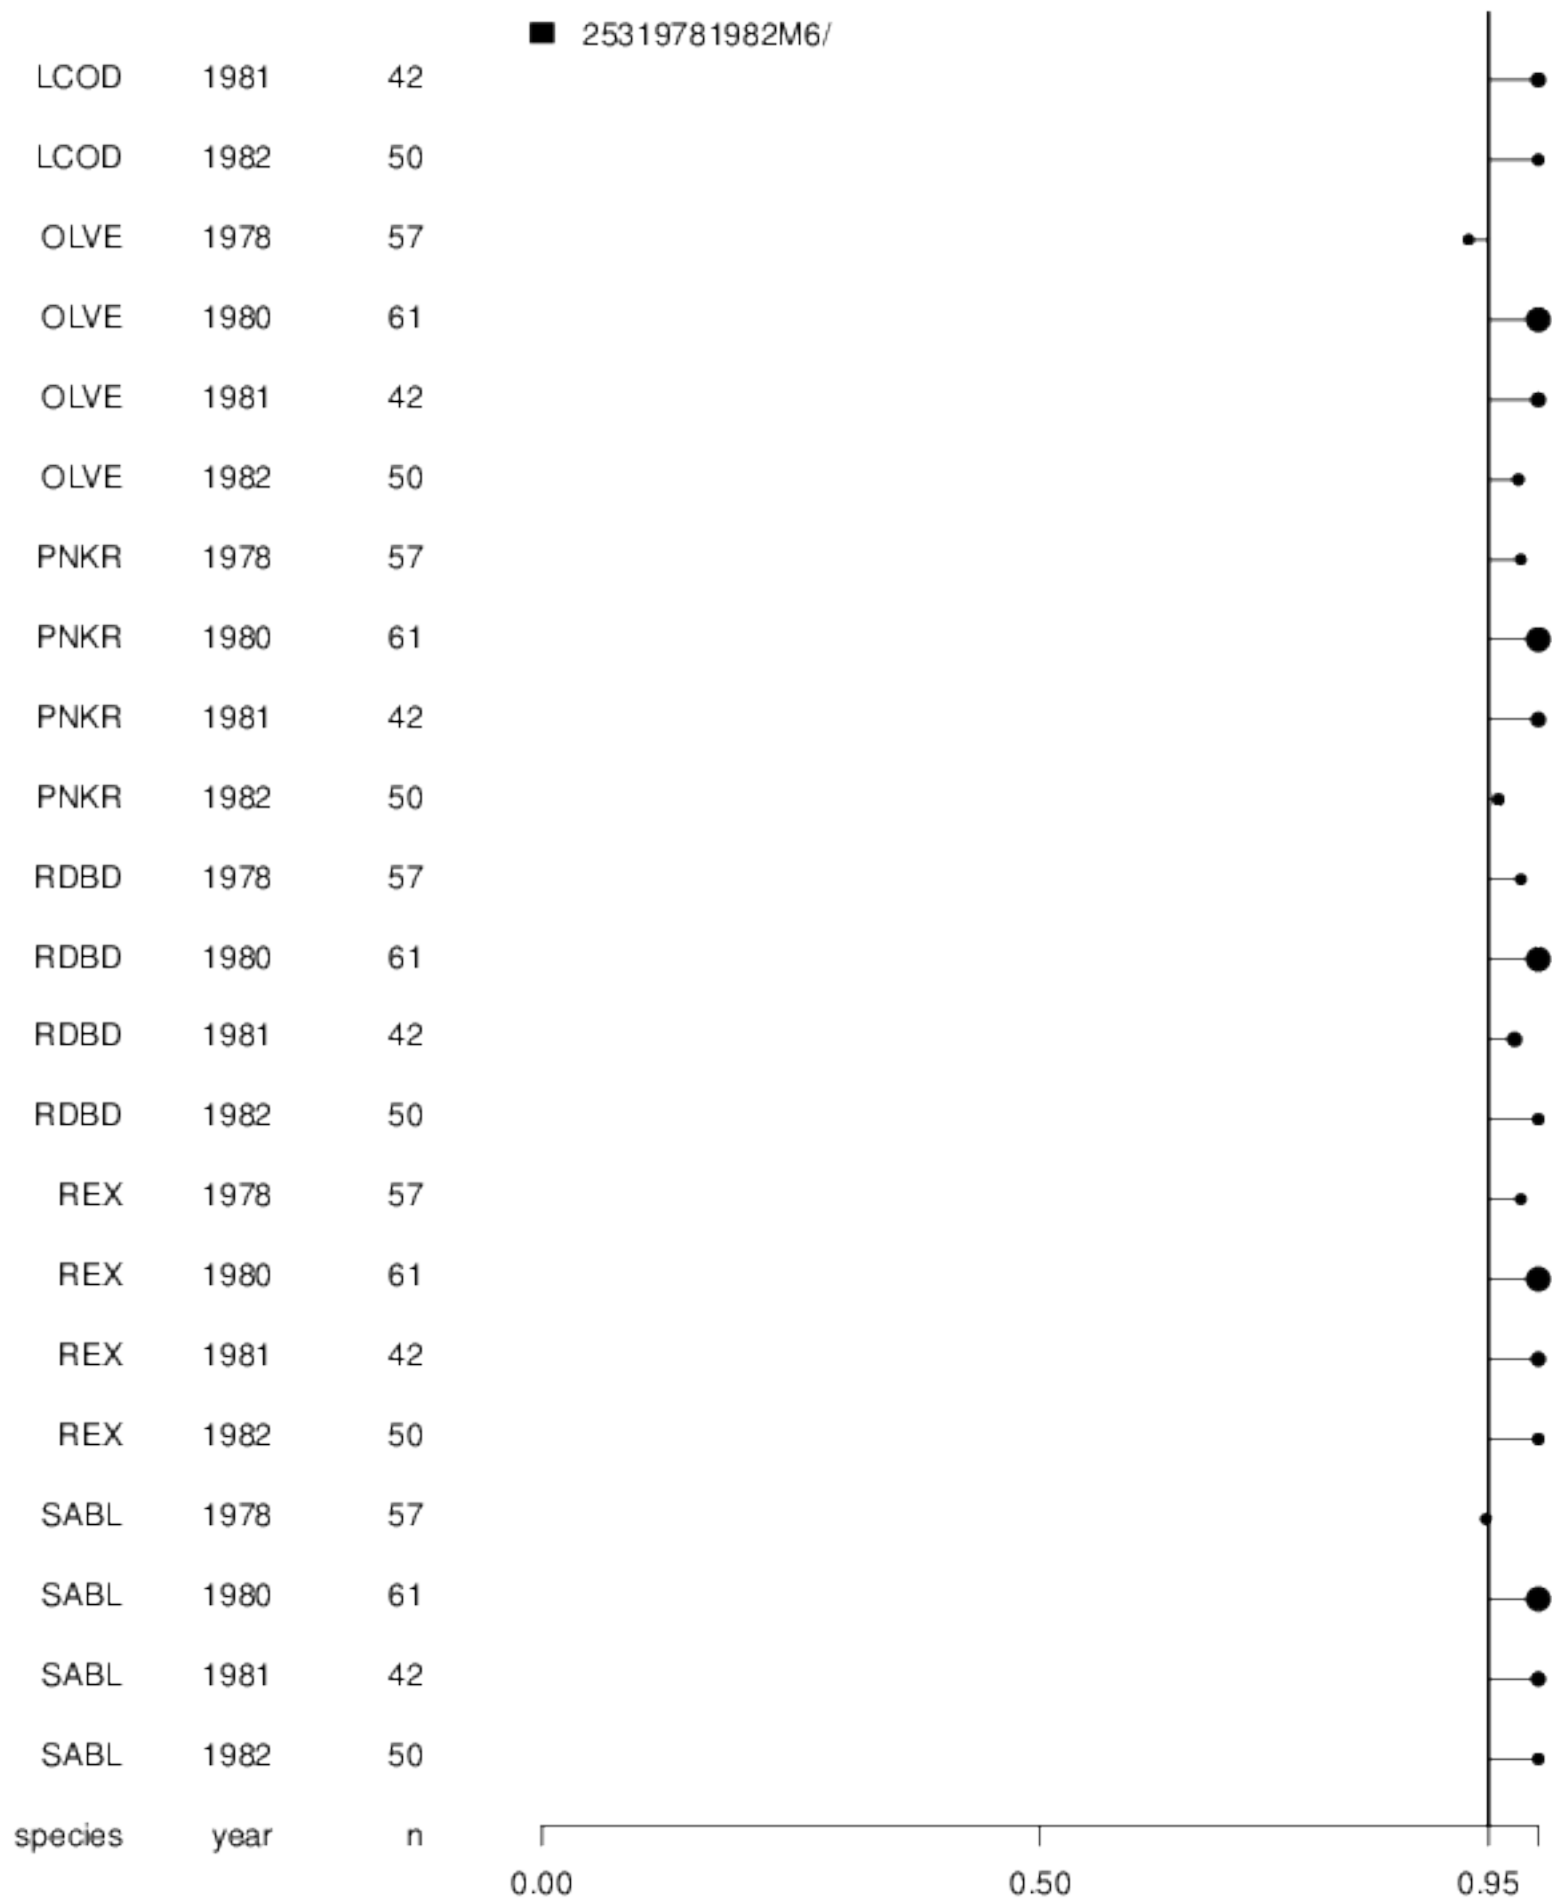 25319781982M6/
LCOD 1981 42
LCOD 1982 50
OLVE 1978 57
OLVE 1980 61
OLVE 1981 42
OLVE 1982 50
PNKR 1978 57
PNKR 1980 61
PNKR 1981 42
PNKR 1982 50
RDBD 1978 57
RDBD 1980 61
RDBD 1981 42
RDBD 1982 50
REX 1978 57
REX 1980 61
REX 1981 42
REX 1982 50
SABL 1978 57
SABL 1980 61
SABL 1981 42
SABL 1982 50
species year n
0.00 0.50 0.95